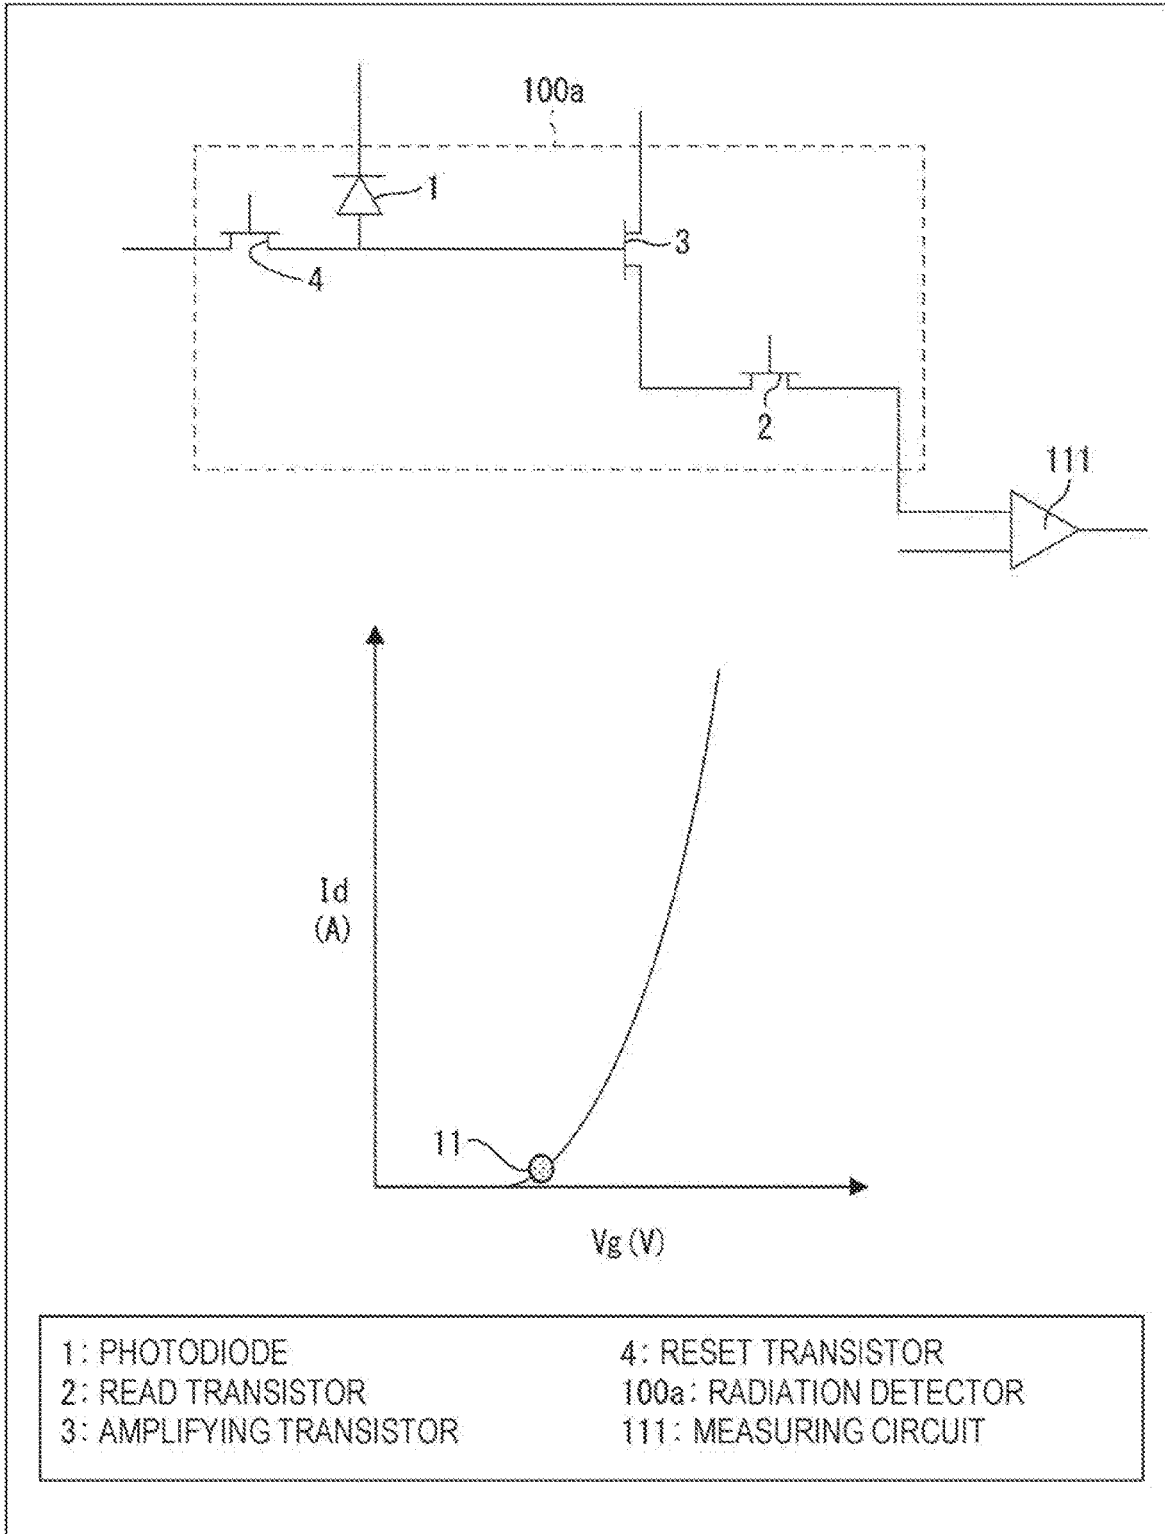 100a
1
3
4
2
111
Id
(A)
11
Vg (V)
1: PHOTODIODE
2: READ TRANSISTOR
3: AMPLIFYING TRANSISTOR
4: RESET TRANSISTOR
100a: RADIATION DETECTOR
111: MEASURING CIRCUIT